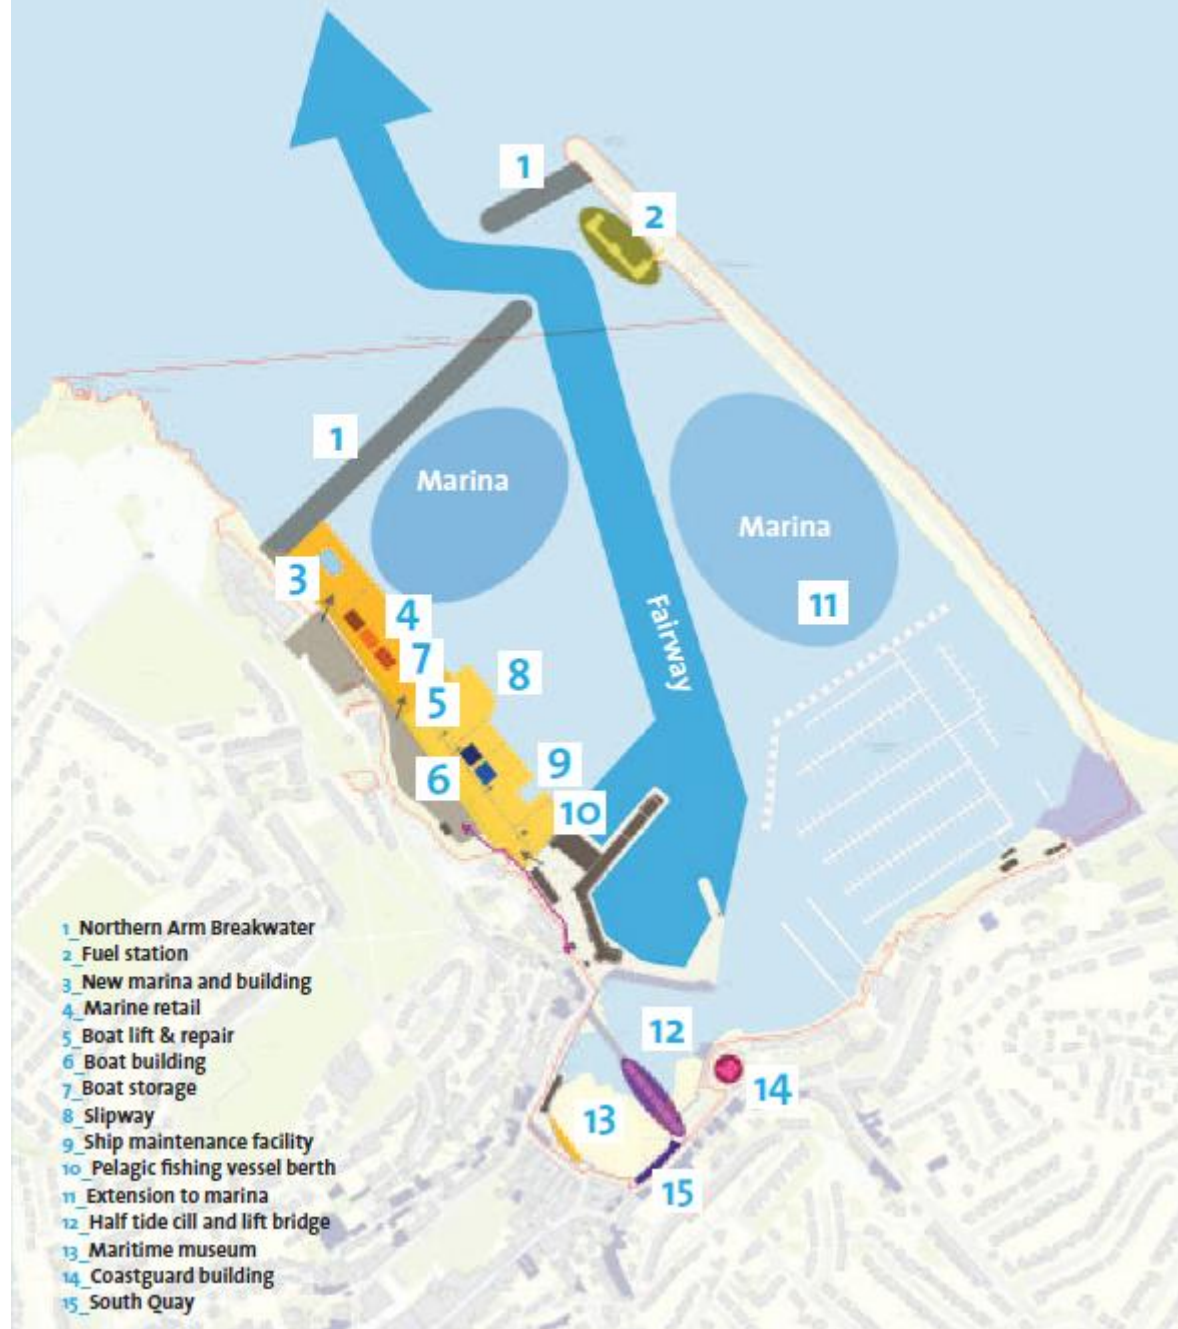 1
2
1
Marina
Marina
3
11
4
Fairway
7
8
5
9
6
10
1_Northern Arm Breakwater
2_Fuel station
3_New marina and building
4_Marine retail
5_Boat lift & repair
6_Boat building
7_Boat storage
8_Slipway
9_Ship maintenance facility
10_Pelagic fishing vessel berth
11_Extension to marina
12_Half tide cill and lift bridge
13_Maritime museum
14_Coastguard building
15_South Quay
12
14
13
15